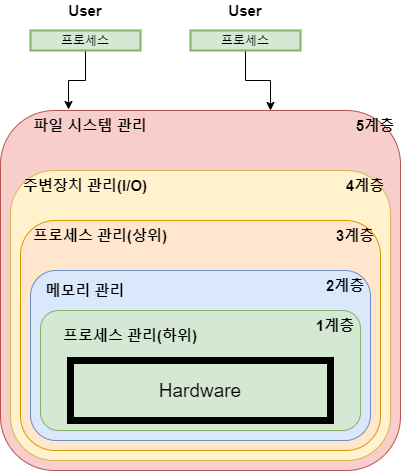 User
User
프로세스
프로세스
파일 시스템 관리
5계층
주변장치 관리(I/O)
4계층
프로세스 관리(상위)
3계층
메모리 관리
2계층
프로세스 관리(하위)
1계층
Hardware